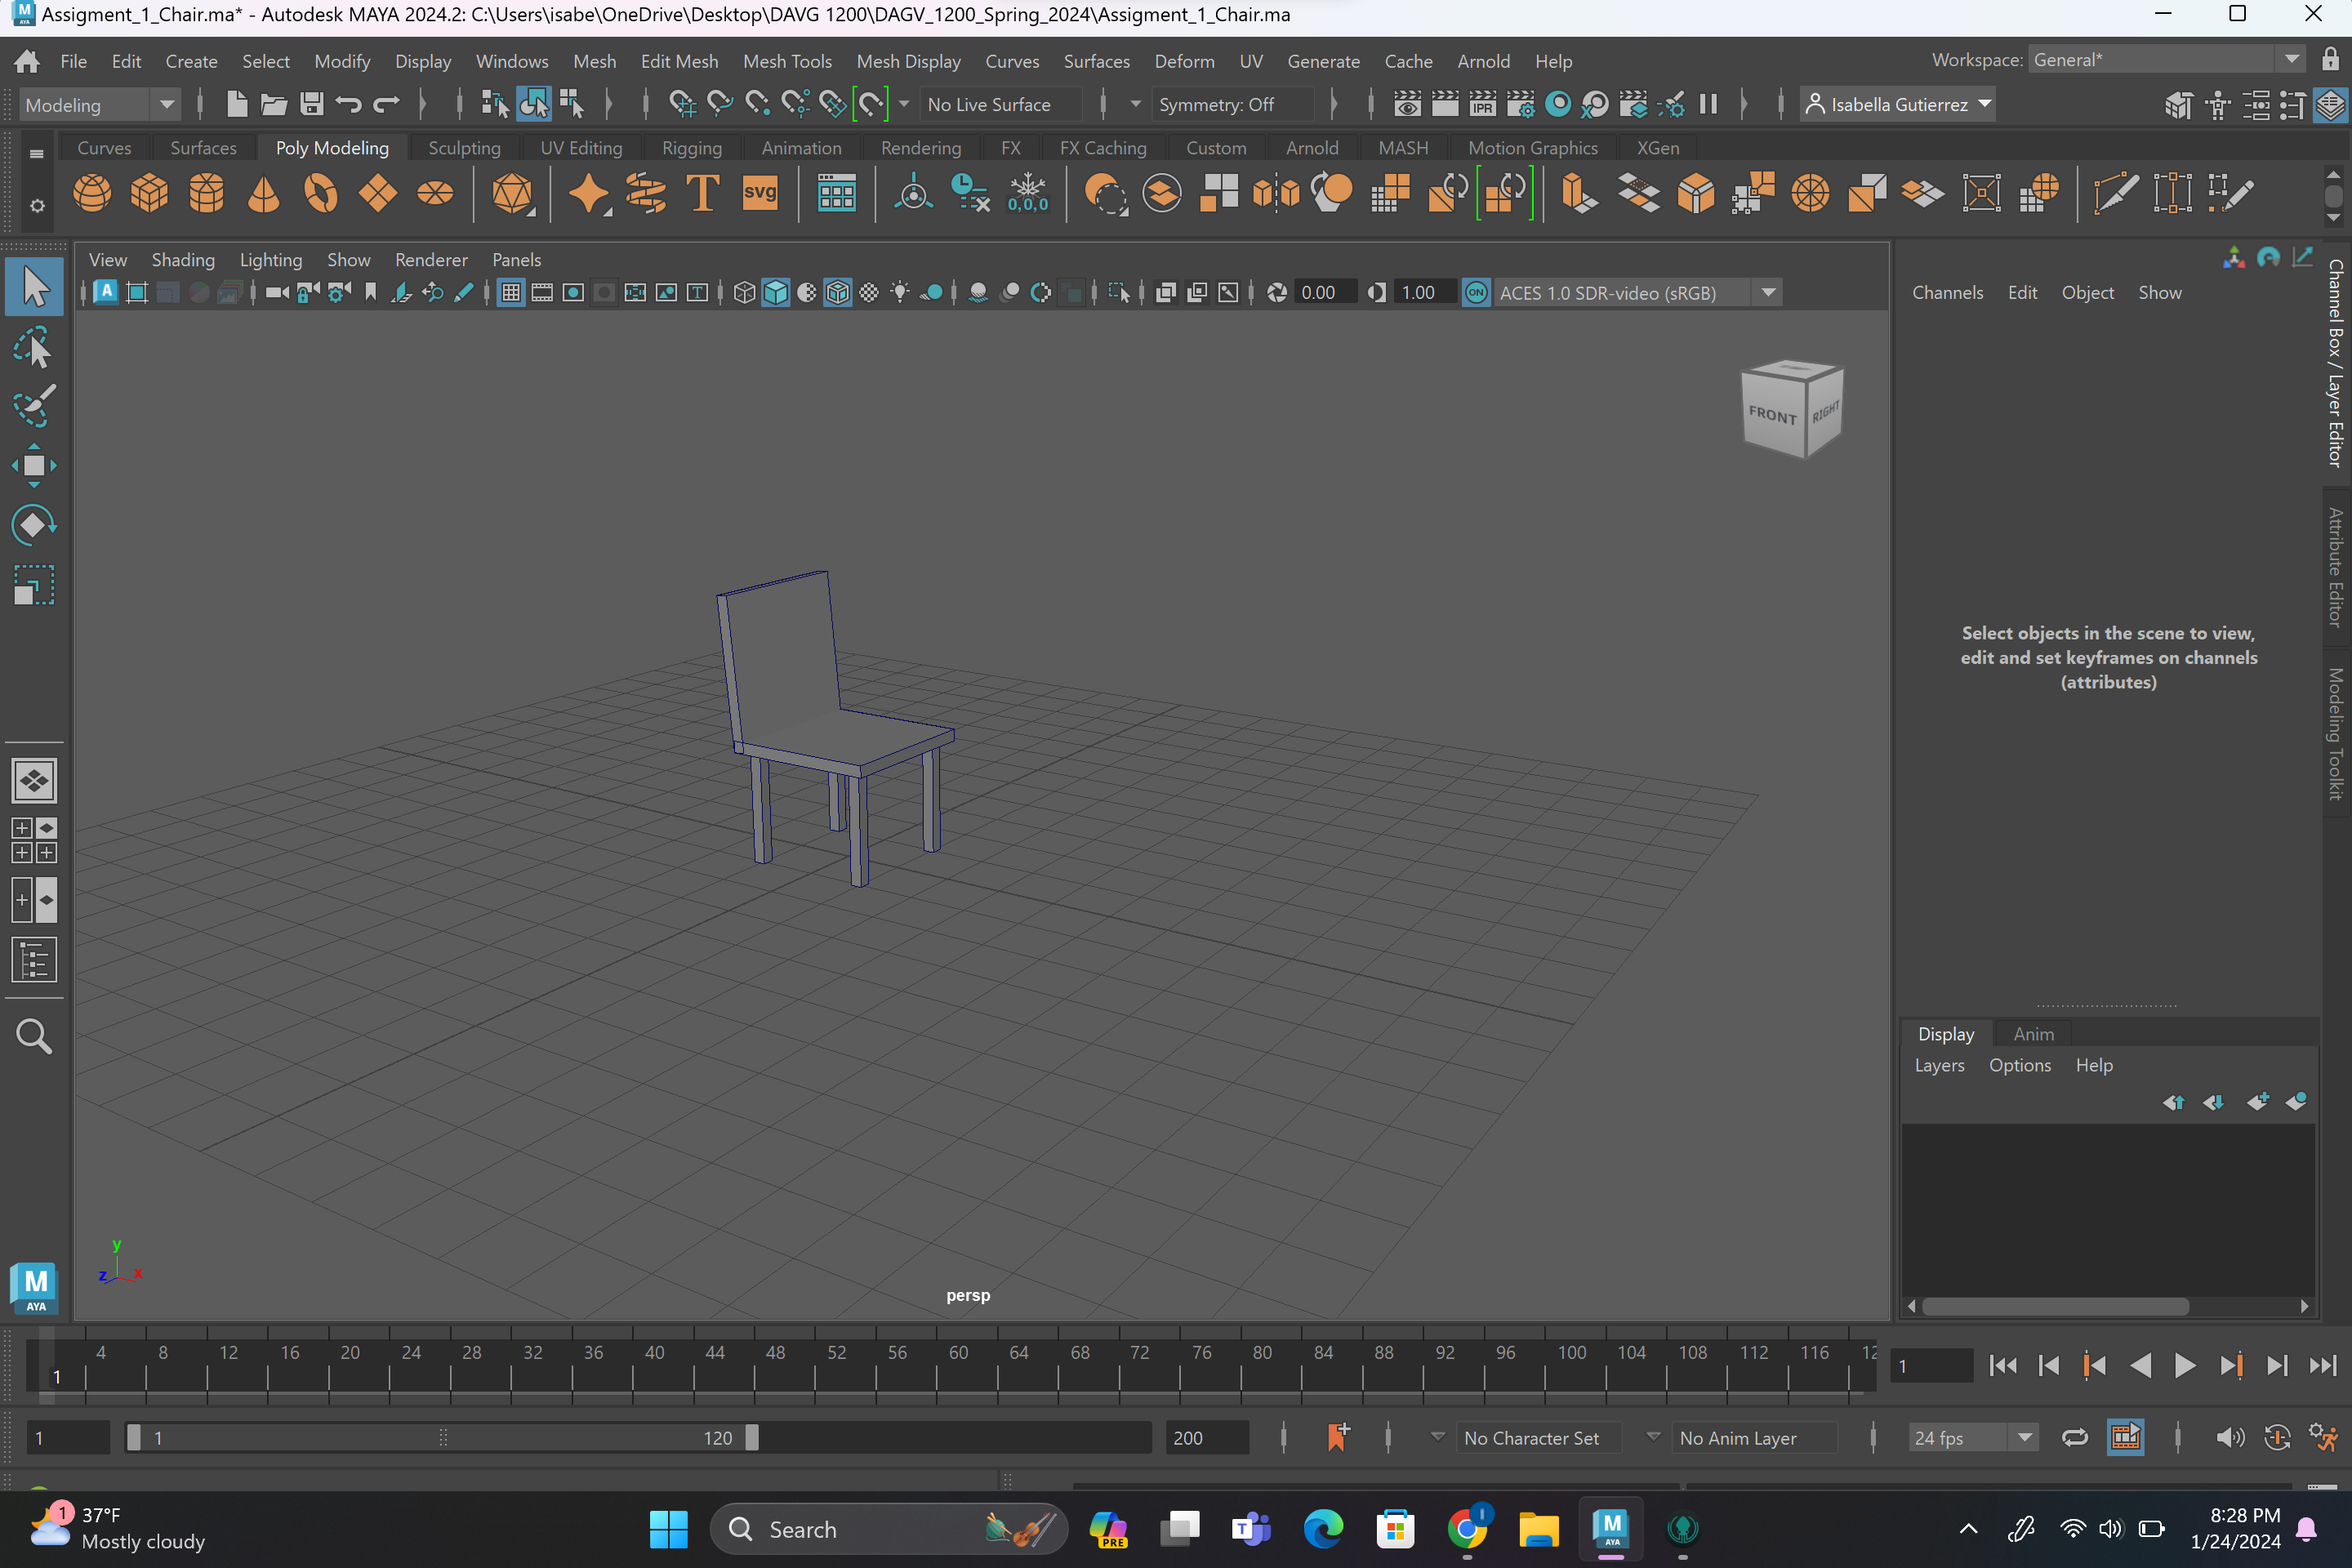 Assigment_1_Chair.ma* - Autodesk MAYA 2024.2: C:\Users\isabe\OneDrive\Desktop\DAVG 1200\DAGV_1200_Spring_2024\Assigment_1_Chair.ma
File Edit Create Select Modify Display Windows Mesh Edit Mesh Mesh Tools Mesh Display Curves Surfaces Deform UV Generate Cache Arnold Help Workspace: General*
Modeling No Live Surface Symmetry: Off IPR Isabella Gutierrez
Curves Surfaces Poly Modeling Sculpting UV Editing Rigging Animation Rendering FX FX Caching Custom Arnold MASH Motion Graphics XGen
T svg 0,0,0
View Shading Lighting Show Renderer Panels
A T 0.00 1.00 ON ACES 1.0 SDR-video (sRGB)
Channels Edit Object Show
Channel Box / Layer Editor
Attribute Editor
Modeling Toolkit
FRONT RIGHT
Select objects in the scene to view,
edit and set keyframes on channels
(attributes)
Display Anim
Layers Options Help
y
z x
persp
M
AYA
4 8 12 16 20 24 28 32 36 40 44 48 52 56 60 64 68 72 76 80 84 88 92 96 100 104 108 112 116 12
1 1
1 1 120 200 No Character Set No Anim Layer 24 fps
1 37°F
Mostly cloudy
Search
PRE
T
I
M
AYA
8:28 PM
1/24/2024